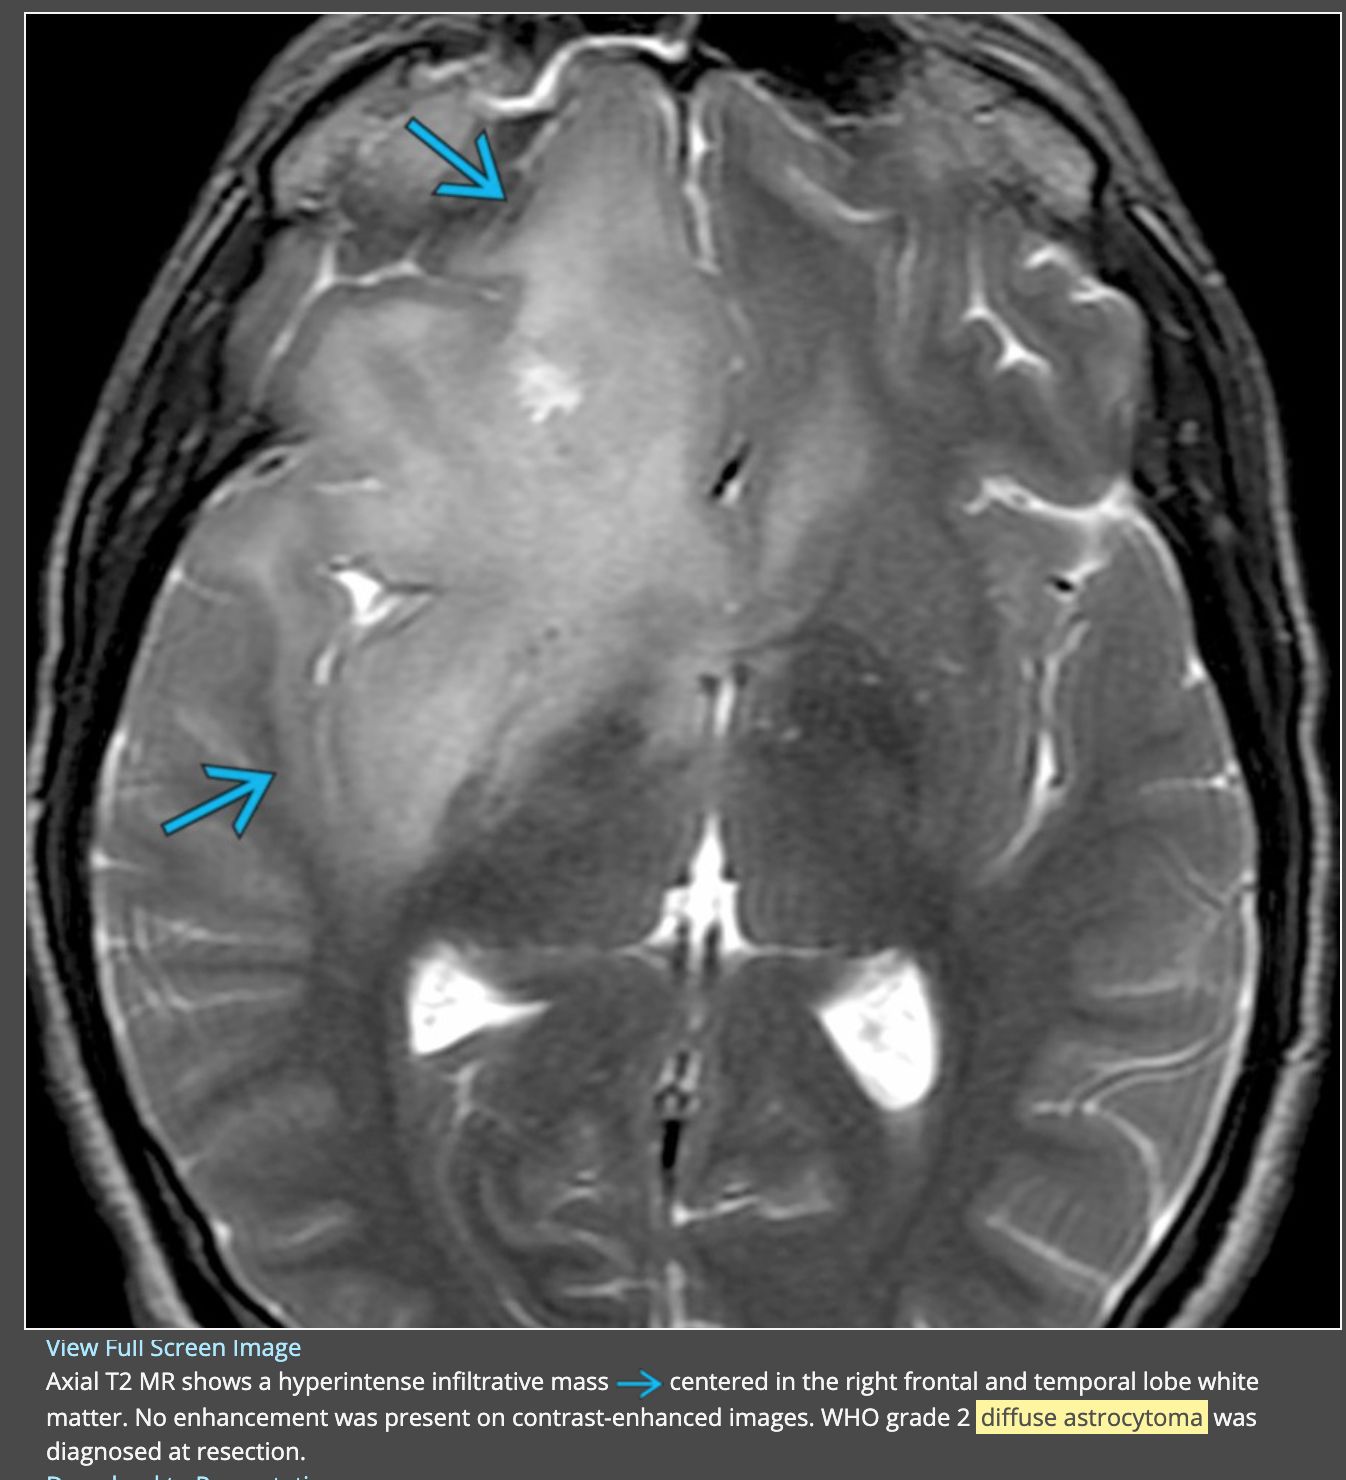 View Full Screen Image
Axial T2 MR shows a hyperintense infiltrative mass → centered in the right frontal and temporal lobe white
matter. No enhancement was present on contrast-enhanced images. WHO grade 2 diffuse astrocytoma was
diagnosed at resection.